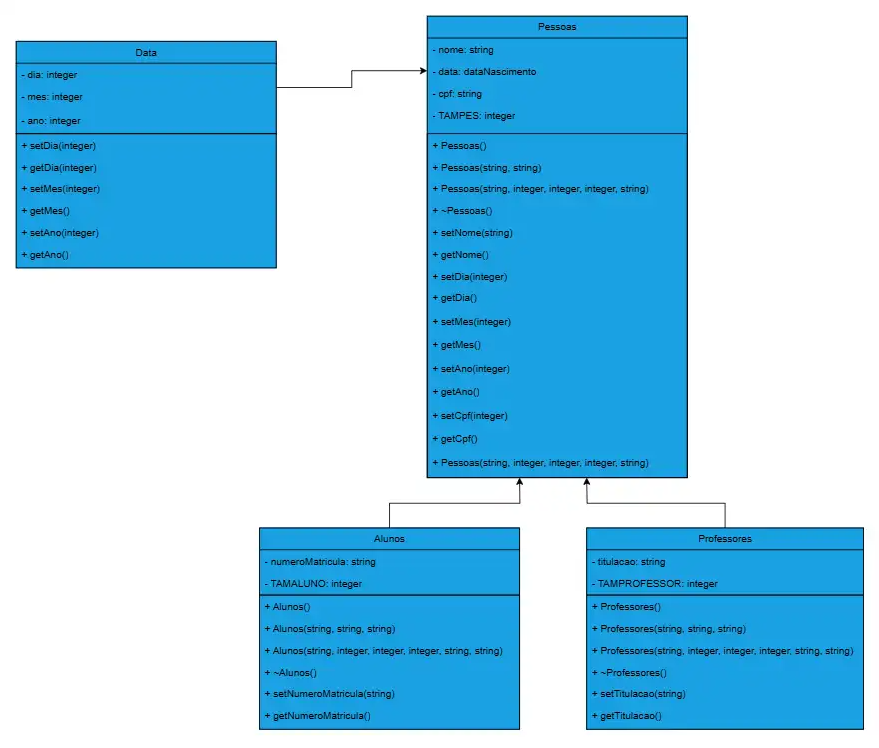 Data
- dia: integer
- mes: integer
- ano: integer
+ setDia(integer)
+ getDia(integer)
+ setMes(integer)
+ getMes()
+ setAno(integer)
+ getAno()
Pessoas
- nome: string
- data: dataNascimento
- cpf: string
- TAMPES: integer
+ Pessoas()
+ Pessoas(string, string)
+ Pessoas(string, integer, integer, integer, string)
+ ~Pessoas()
+ setNome(string)
+ getNome()
+ setDia(integer)
+ getDia()
+ setMes(integer)
+ getMes()
+ setAno(integer)
+ getAno()
+ setCpf(integer)
+ getCpf()
+ Pessoas(string, integer, integer, integer, string)
Alunos
- numeroMatricula: string
- TAMALUNO: integer
+ Alunos()
+ Alunos(string, string, string)
+ Alunos(string, integer, integer, integer, string, string)
+ ~Alunos()
+ setNumeroMatricula(string)
+ getNumeroMatricula()
Professores
- titulacao: string
- TAMPROFESSOR: integer
+ Professores()
+ Professores(string, string, string)
+ Professores(string, integer, integer, integer, string, string)
+ ~Professores()
+ setTitulacao(string)
+ getTitulacao()